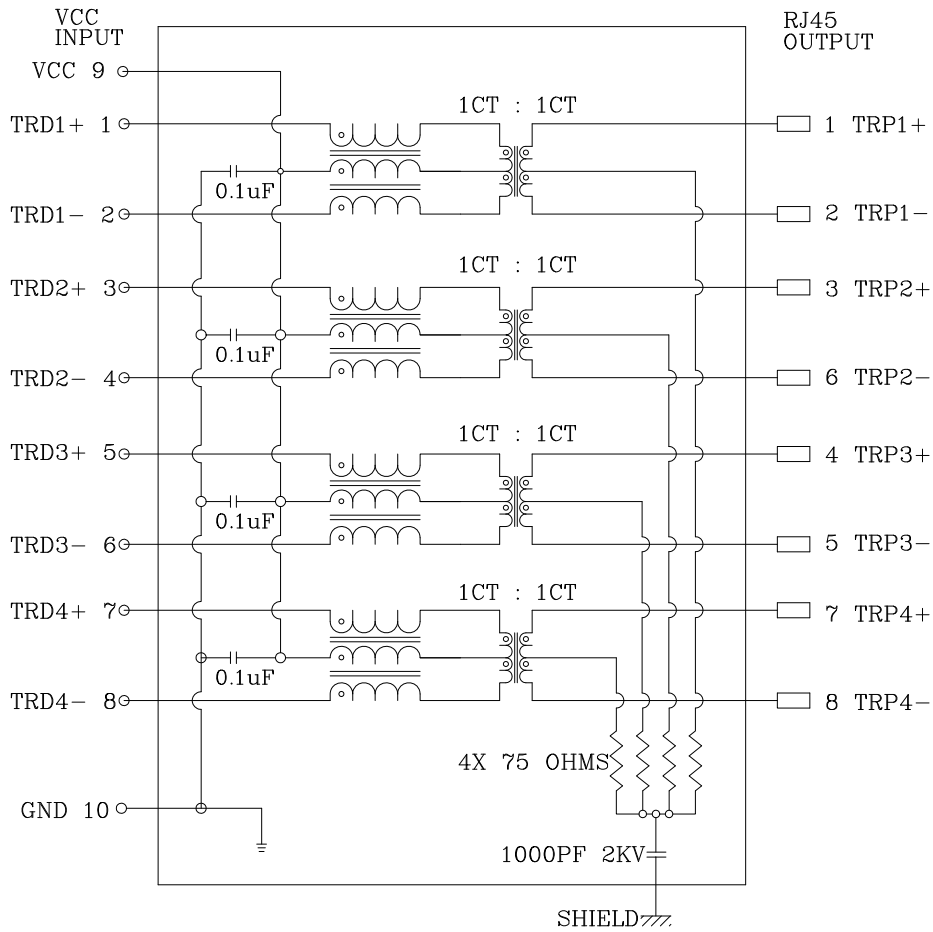 VCC
INPUT
RJ45
OUTPUT
VCC 9
1CT : 1CT
TRD1+ 1
1 TRP1+
0.1uF
TRD1- 2
2 TRP1-
1CT : 1CT
TRD2+ 3
3 TRP2+
0.1uF
TRD2- 4
6 TRP2-
1CT : 1CT
TRD3+ 5
4 TRP3+
0.1uF
TRD3- 6
5 TRP3-
1CT : 1CT
TRD4+ 7
7 TRP4+
0.1uF
TRD4- 8
8 TRP4-
4X 75 OHMS
GND 10
1000PF 2KV
SHIELD